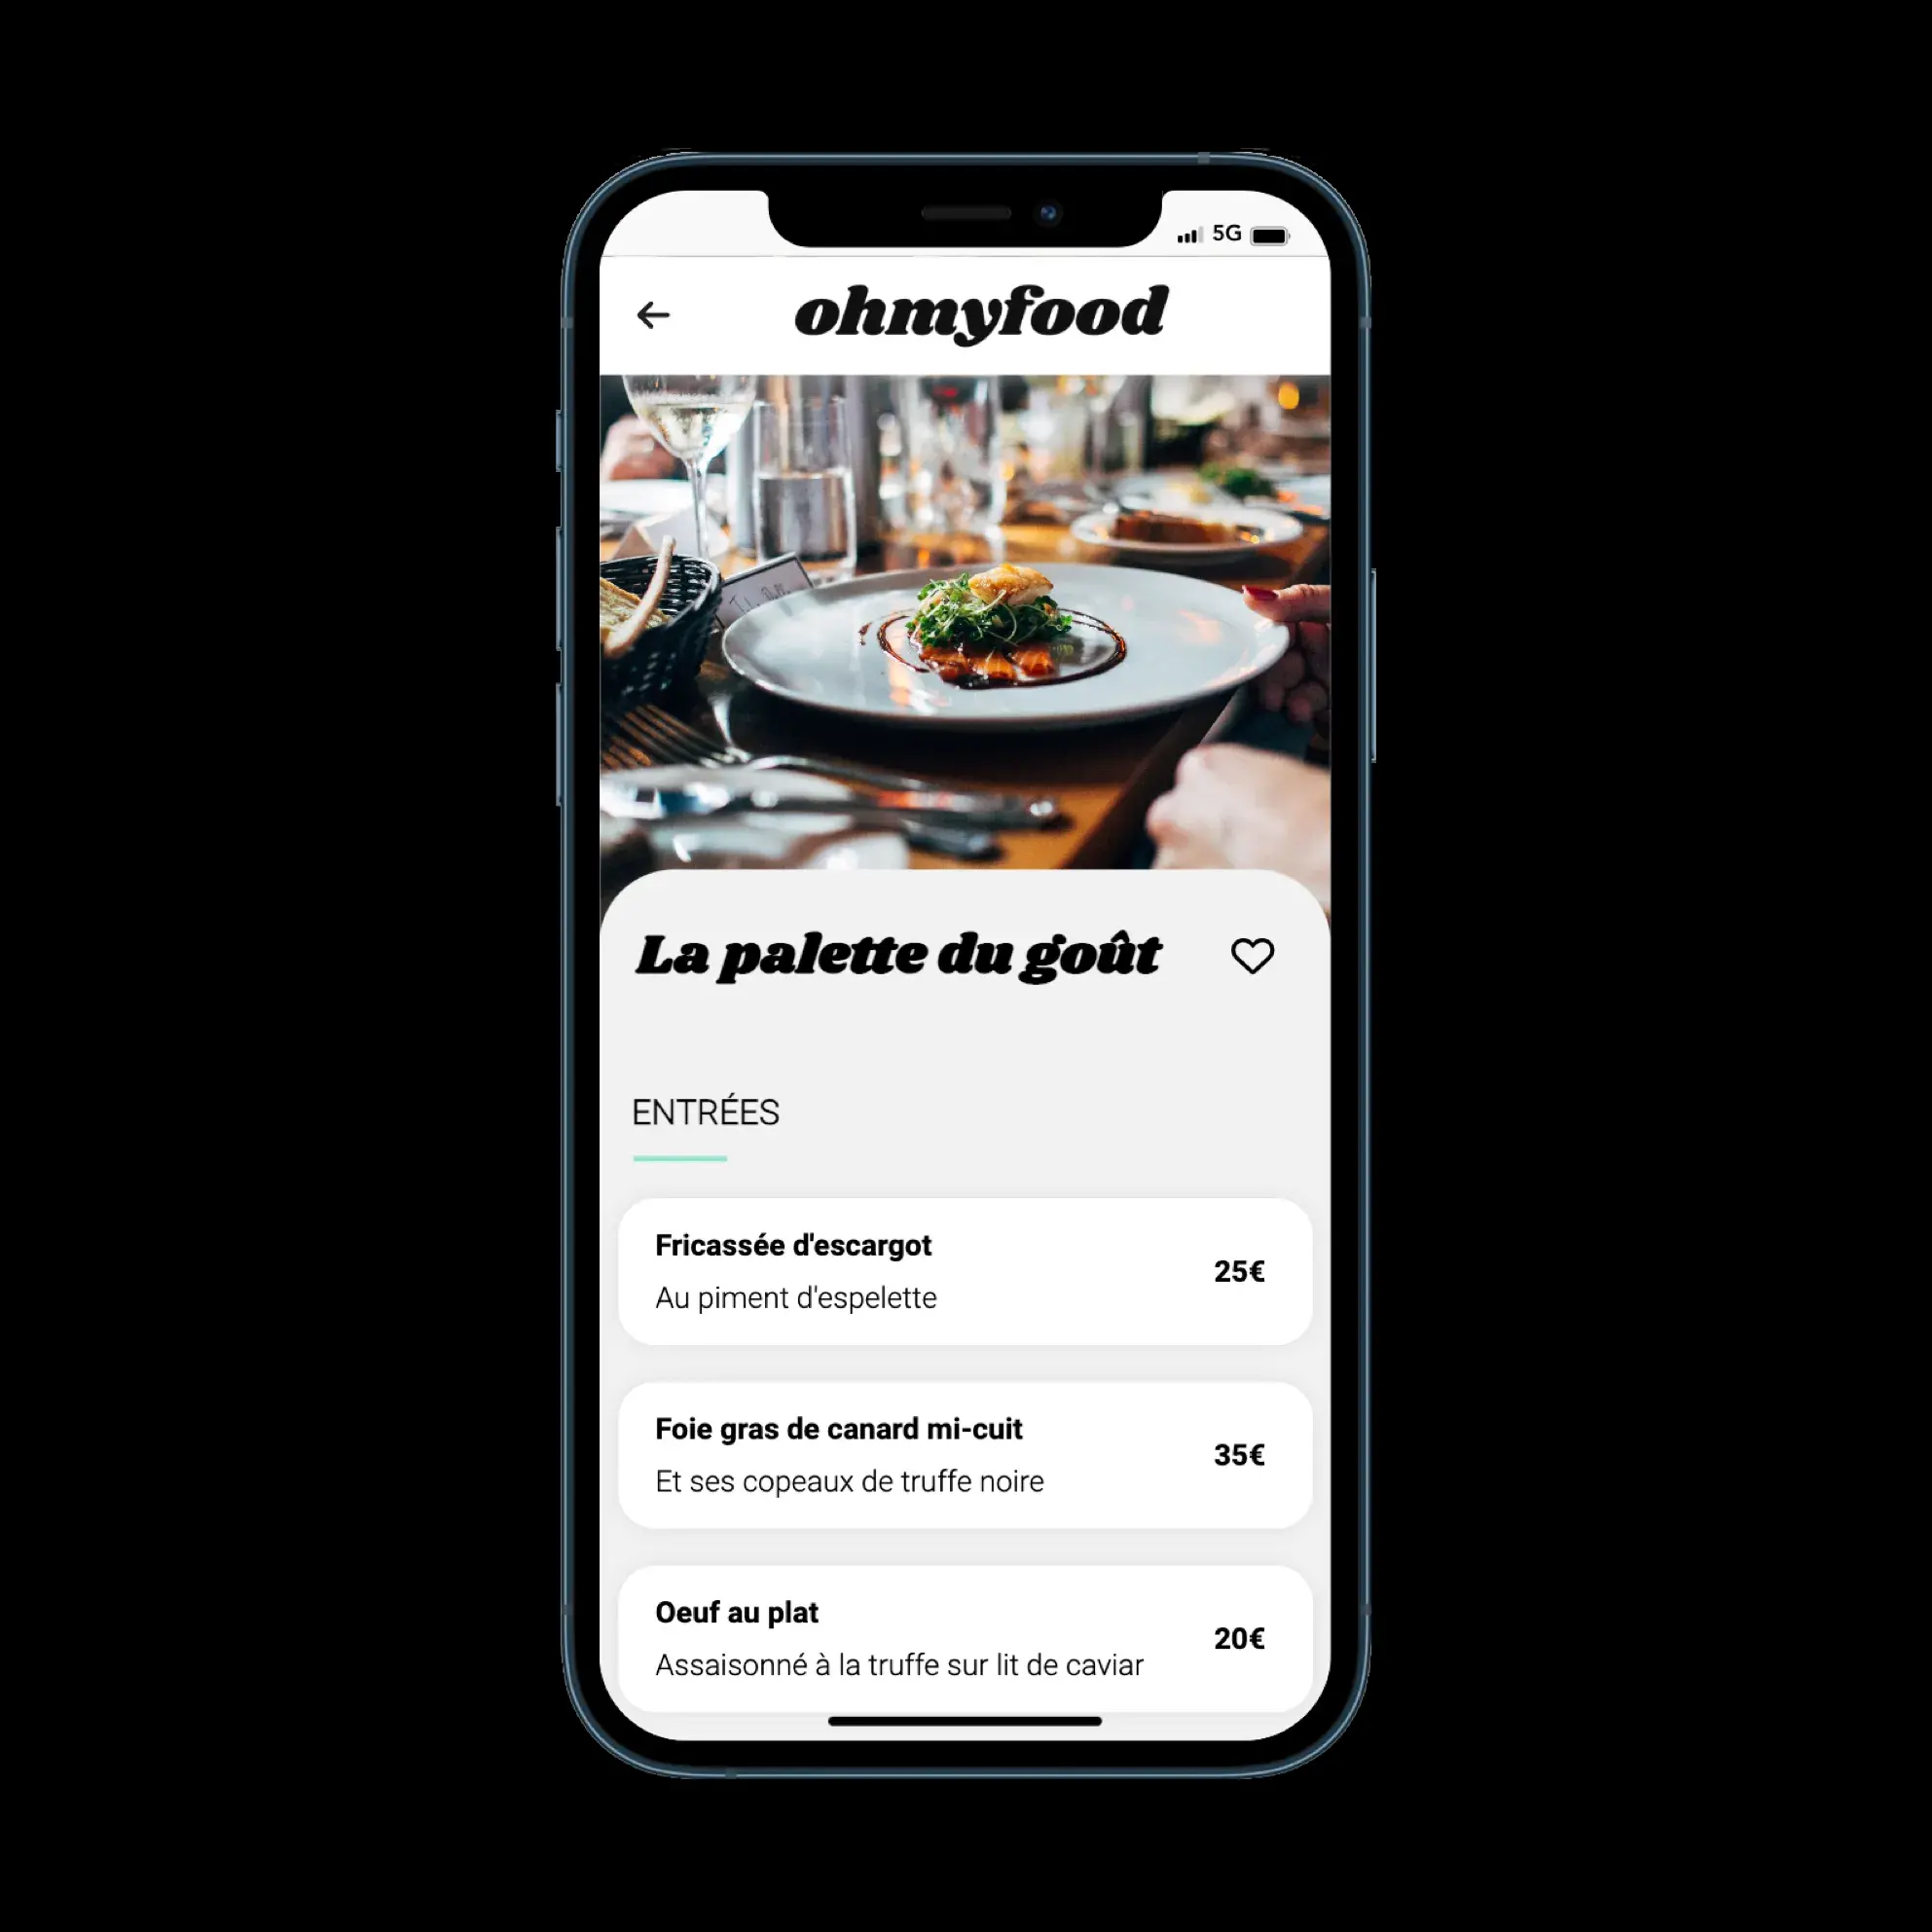 5G
ohmyfood
La palette du goût
ENTRÉES
Fricassée d'escargot
25€
Au piment d'espelette
Foie gras de canard mi-cuit
35€
Et ses copeaux de truffe noire
Oeuf au plat
20€
Assaisonné à la truffe sur lit de caviar